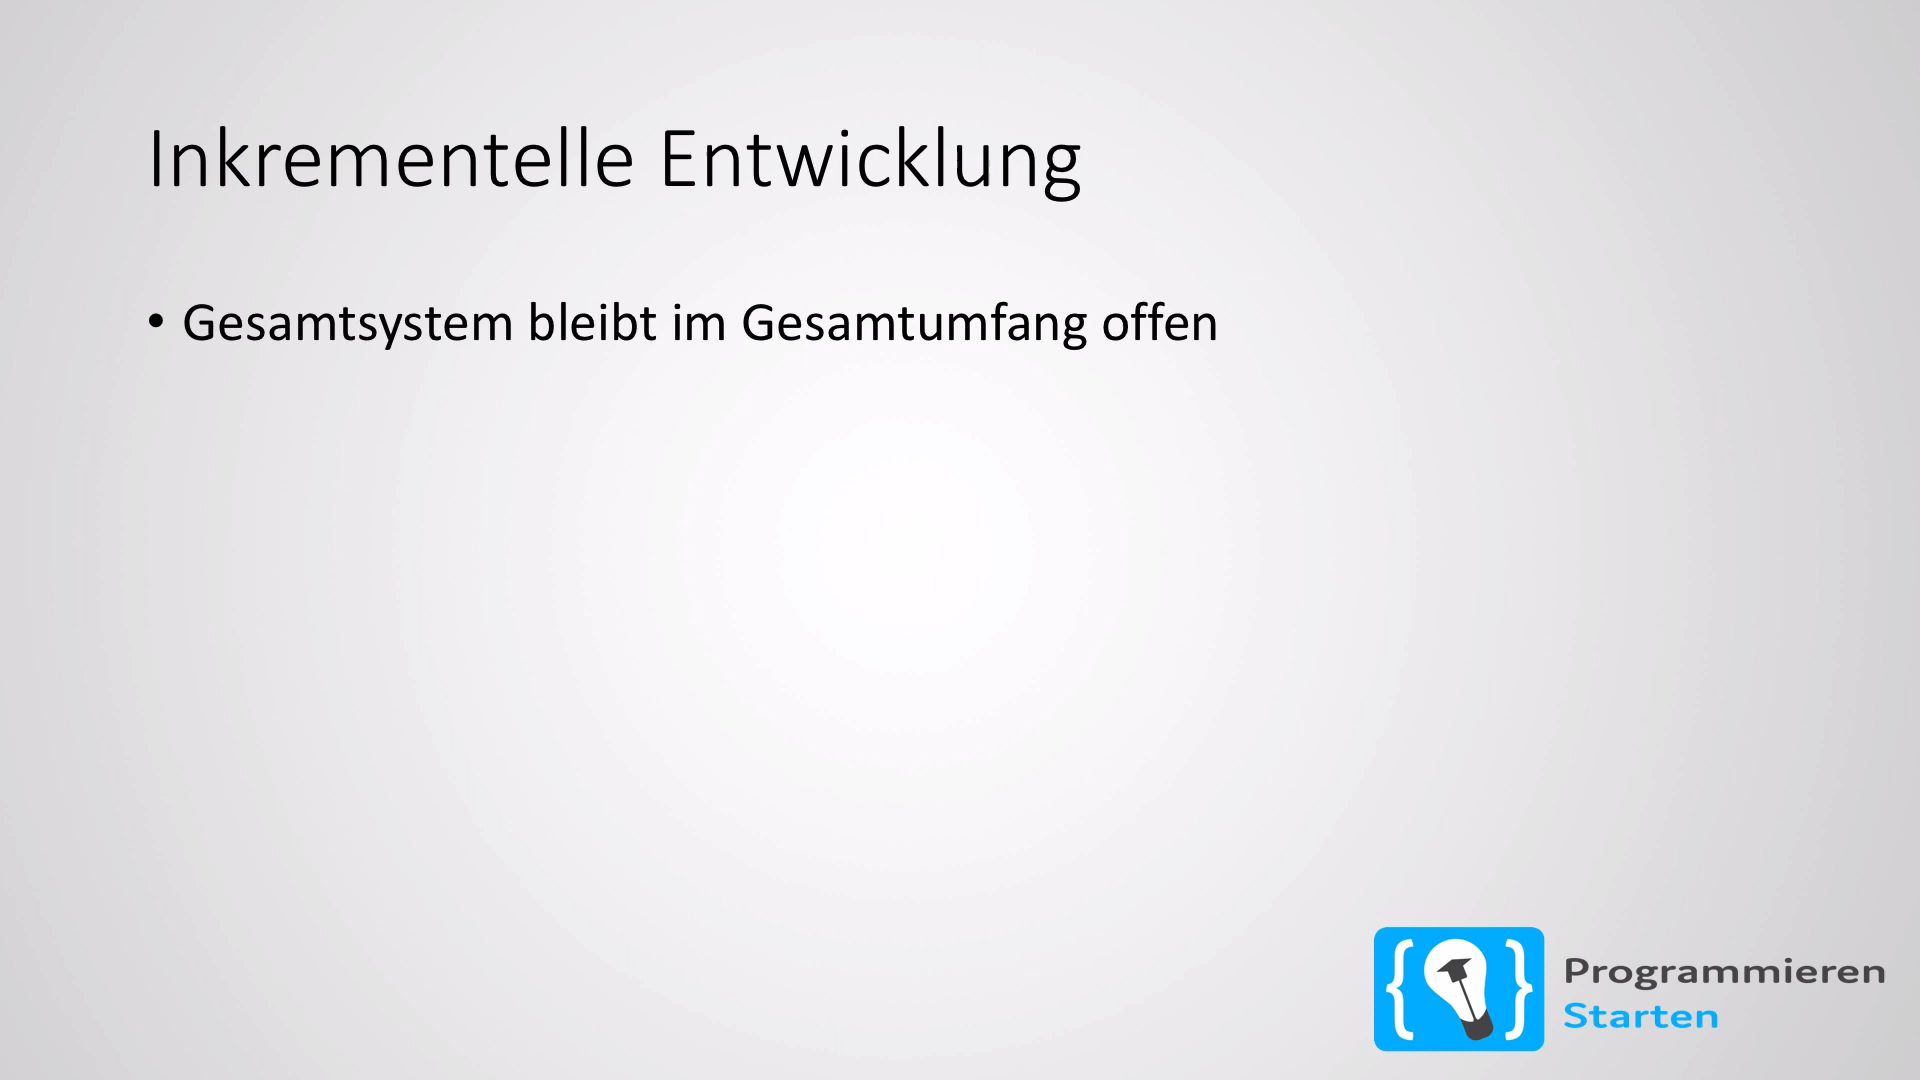 Inkrementelle Entwicklung
• Gesamtsystem bleibt im Gesamtumfang offen
Programmieren
Starten